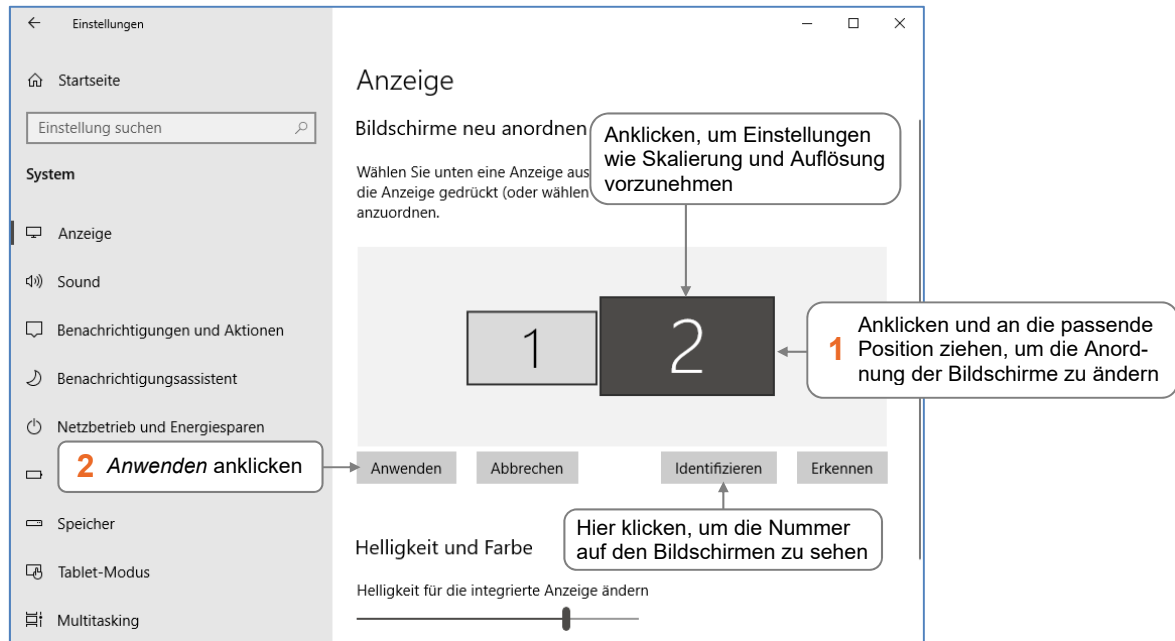 Einstellungen
Startseite
Einstellung suchen
System
Anzeige
Sound
Benachrichtigungen und Aktionen
Benachrichtigungsassistent
Netzbetrieb und Energiesparen
2 Anwenden anklicken
Speicher
Tablet-Modus
Multitasking
Anzeige
Bildschirme neu anordnen
Wählen Sie unten eine Anzeige aus
die Anzeige gedrückt (oder wählen
anzuordnen.
Anklicken, um Einstellungen
wie Skalierung und Auflösung
vorzunehmen
1
2
1 Anklicken und an die passende
Position ziehen, um die Anord-
nung der Bildschirme zu ändern
Anwenden
Abbrechen
Identifizieren
Erkennen
Hier klicken, um die Nummer
auf den Bildschirmen zu sehen
Helligkeit und Farbe
Helligkeit für die integrierte Anzeige ändern